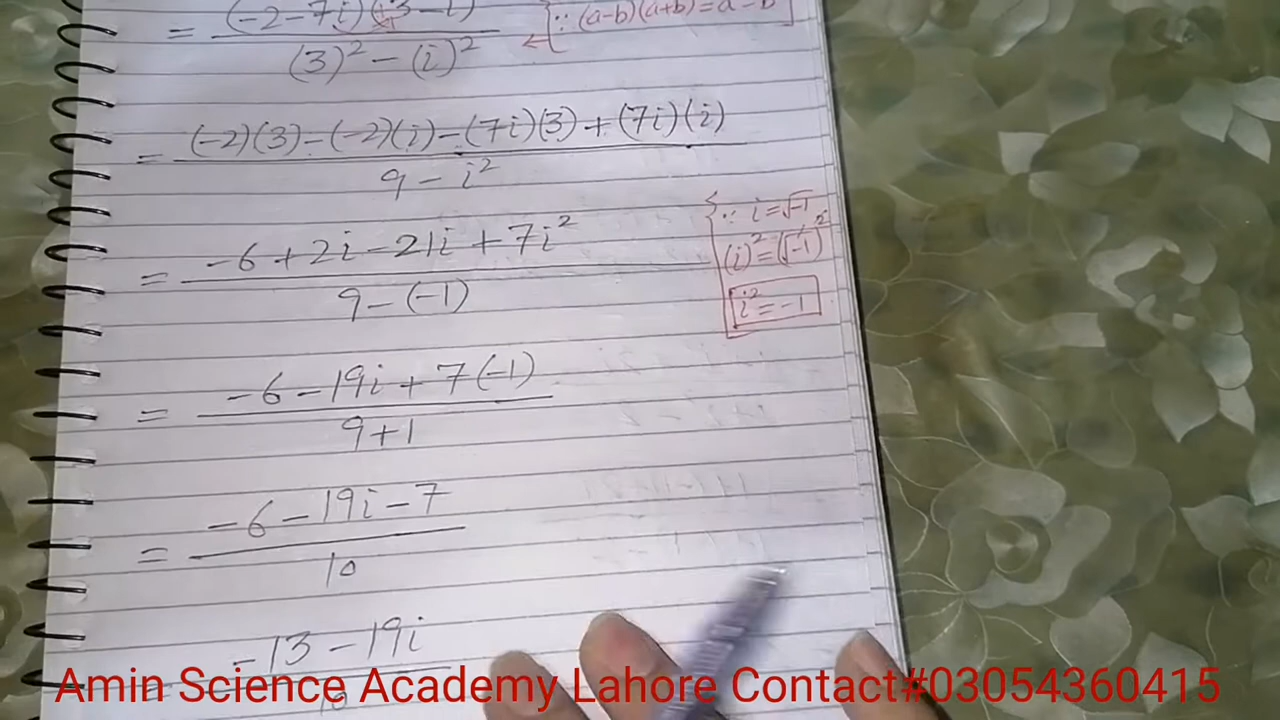 = (-2-7i)(3-i) / (3)² - (i)² {∵ (a-b)(a+b)=a²-b²}
= (-2)(3)-(-2)(i)-(7i)(3)+(7i)(i) / 9-i²
= -6+2i-21i+7i² / 9-(-1)
{∵ i=√-1
(i)²=(√-1)²
i²=-1
= -6-19i+7(-1) / 9+1
= -6-19i-7 / 10
= -13-19i / 10
Amin Science Academy Lahore Contact#03054360415